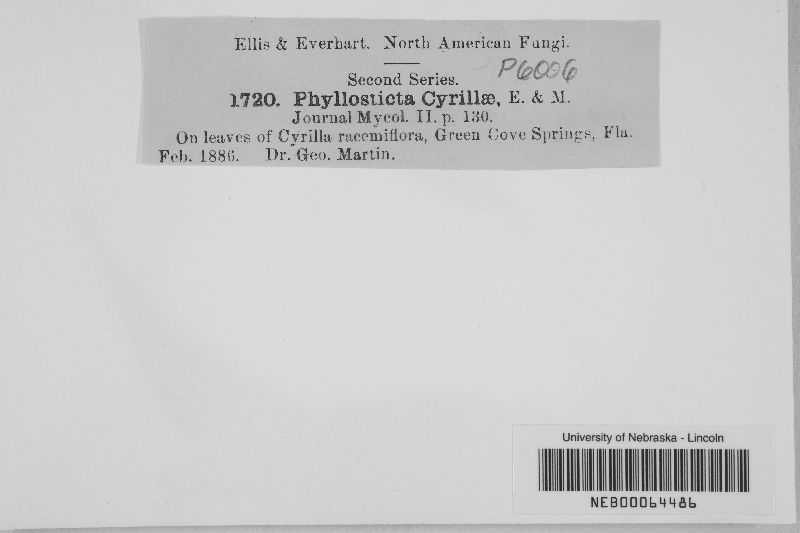 Ellis & Everhart. North American Fungi.
P6006
Second Series.
1720. Phyllosticta Cyrillæ, E. & M.
Journal Mycol. II. p. 130.
On leaves of Cyrilla racemiflora, Green Cove Springs, Fla.
Feb. 1886. Dr. Geo. Martin.
University of Nebraska - Lincoln
NEB00064486